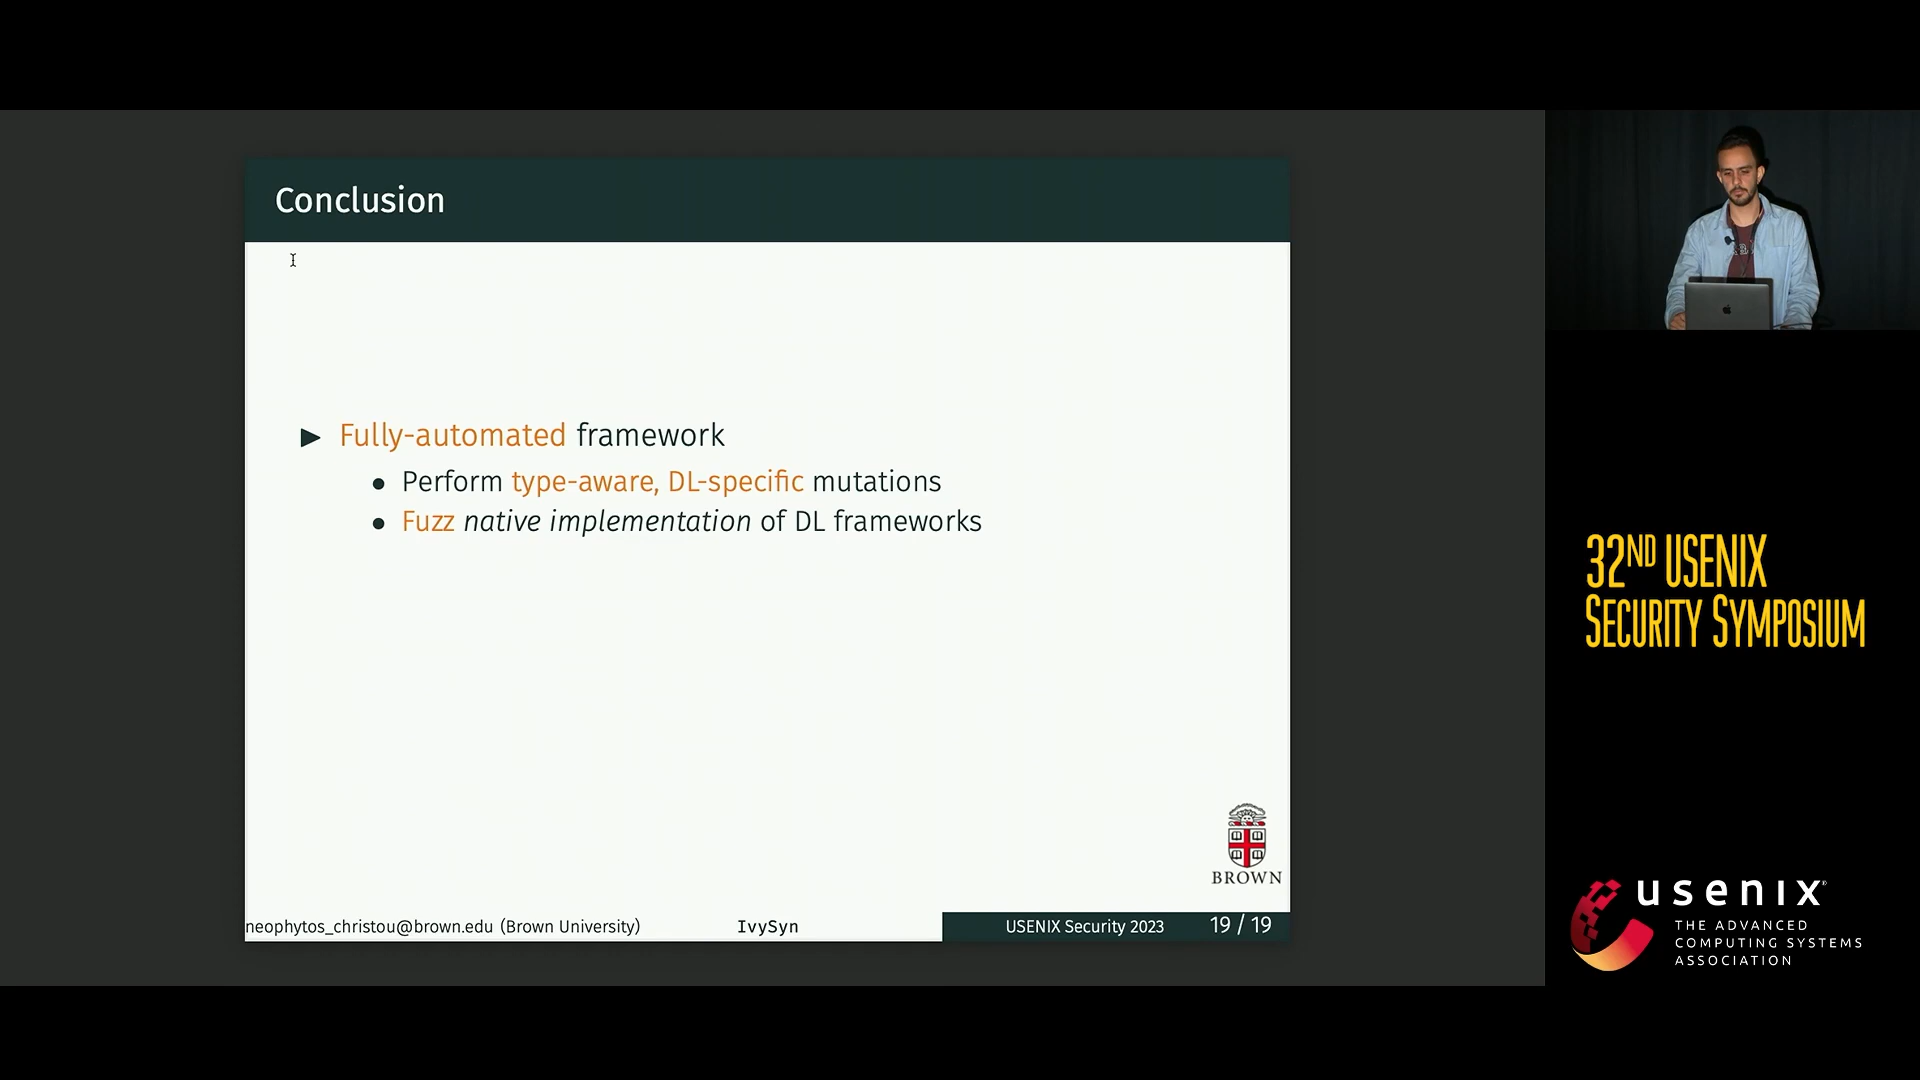 Conclusion
▶ Fully-automated framework
● Perform type-aware, DL-specific mutations
● Fuzz native implementation of DL frameworks
BROWN
neophytos_christou@brown.edu (Brown University)
IvySyn
USENIX Security 2023
19 / 19
32ND USENIX
SECURITY SYMPOSIUM
usenix
THE ADVANCED
COMPUTING SYSTEMS
ASSOCIATION